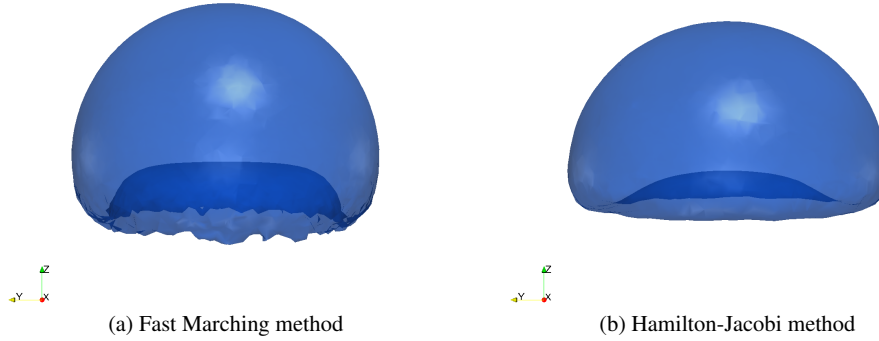 Z
Y
X
Z
Y
X
(a) Fast Marching method
(b) Hamilton-Jacobi method